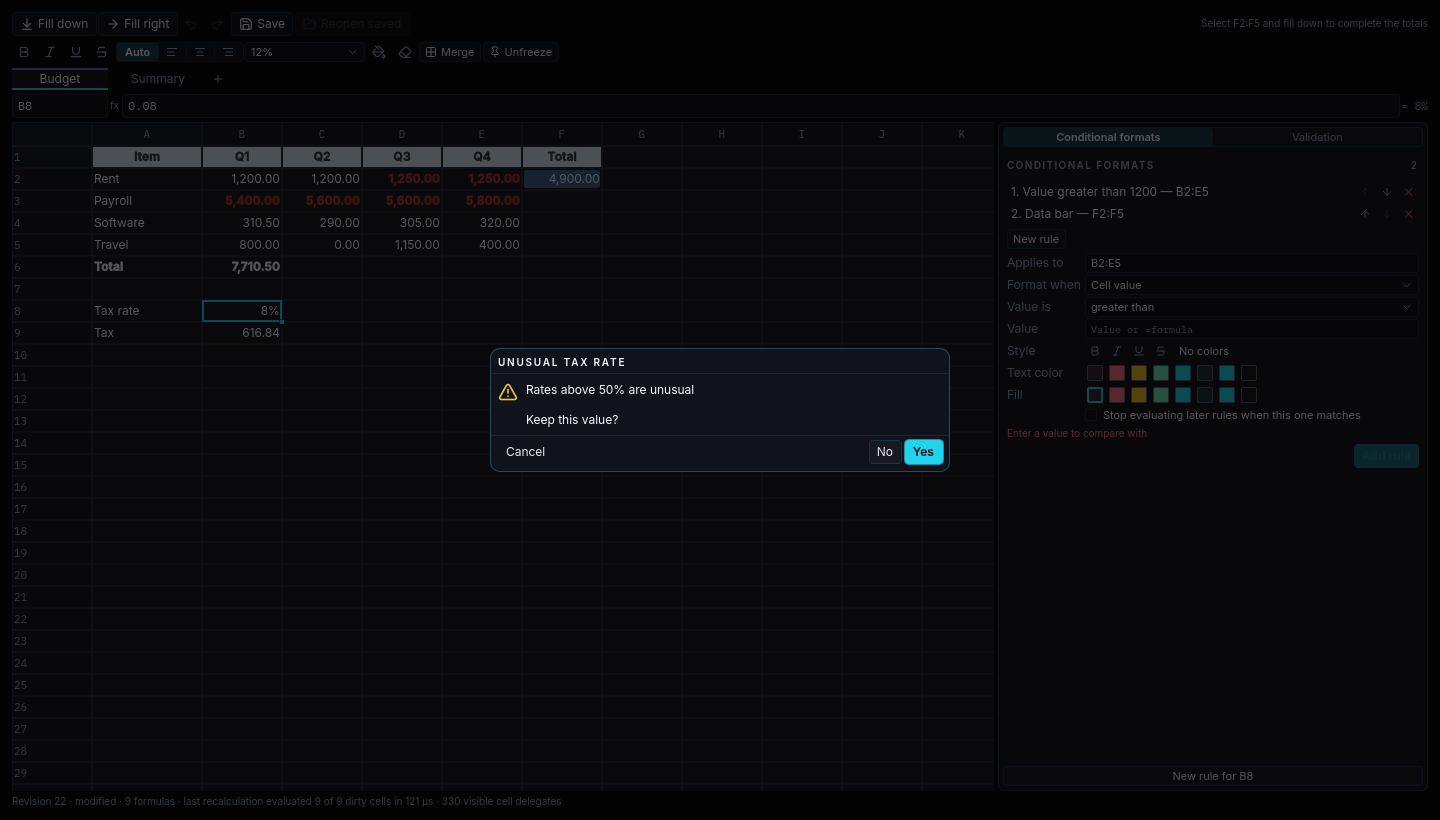 Fill down Fill right Save Reopen saved Select F2:F5 and fill down to complete the totals
B I U S Auto 12% Merge Unfreeze
Budget Summary +
B8 fx 0.08 = 8%
A B C D E F G H I J K
1 Item Q1 Q2 Q3 Q4 Total
2 Rent 1,200.00 1,200.00 1,250.00 1,250.00 4,900.00
3 Payroll 5,400.00 5,600.00 5,600.00 5,800.00
4 Software 310.50 290.00 305.00 320.00
5 Travel 800.00 0.00 1,150.00 400.00
6 Total 7,710.50
7
8 Tax rate 8%
9 Tax 616.84
10
11
12
13
14
15
16
17
18
19
20
21
22
23
24
25
26
27
28
29
Conditional formats Validation
CONDITIONAL FORMATS 2
1. Value greater than 1200 — B2:E5
2. Data bar — F2:F5
New rule
Applies to B2:E5
Format when Cell value
Value is greater than
Value Value or =formula
Style B I U S No colors
Text color
Fill
Stop evaluating later rules when this one matches
Enter a value to compare with
Add rule
New rule for B8
UNUSUAL TAX RATE
Rates above 50% are unusual
Keep this value?
Cancel No Yes
Revision 22 · modified · 9 formulas · last recalculation evaluated 9 of 9 dirty cells in 121 µs · 330 visible cell delegates